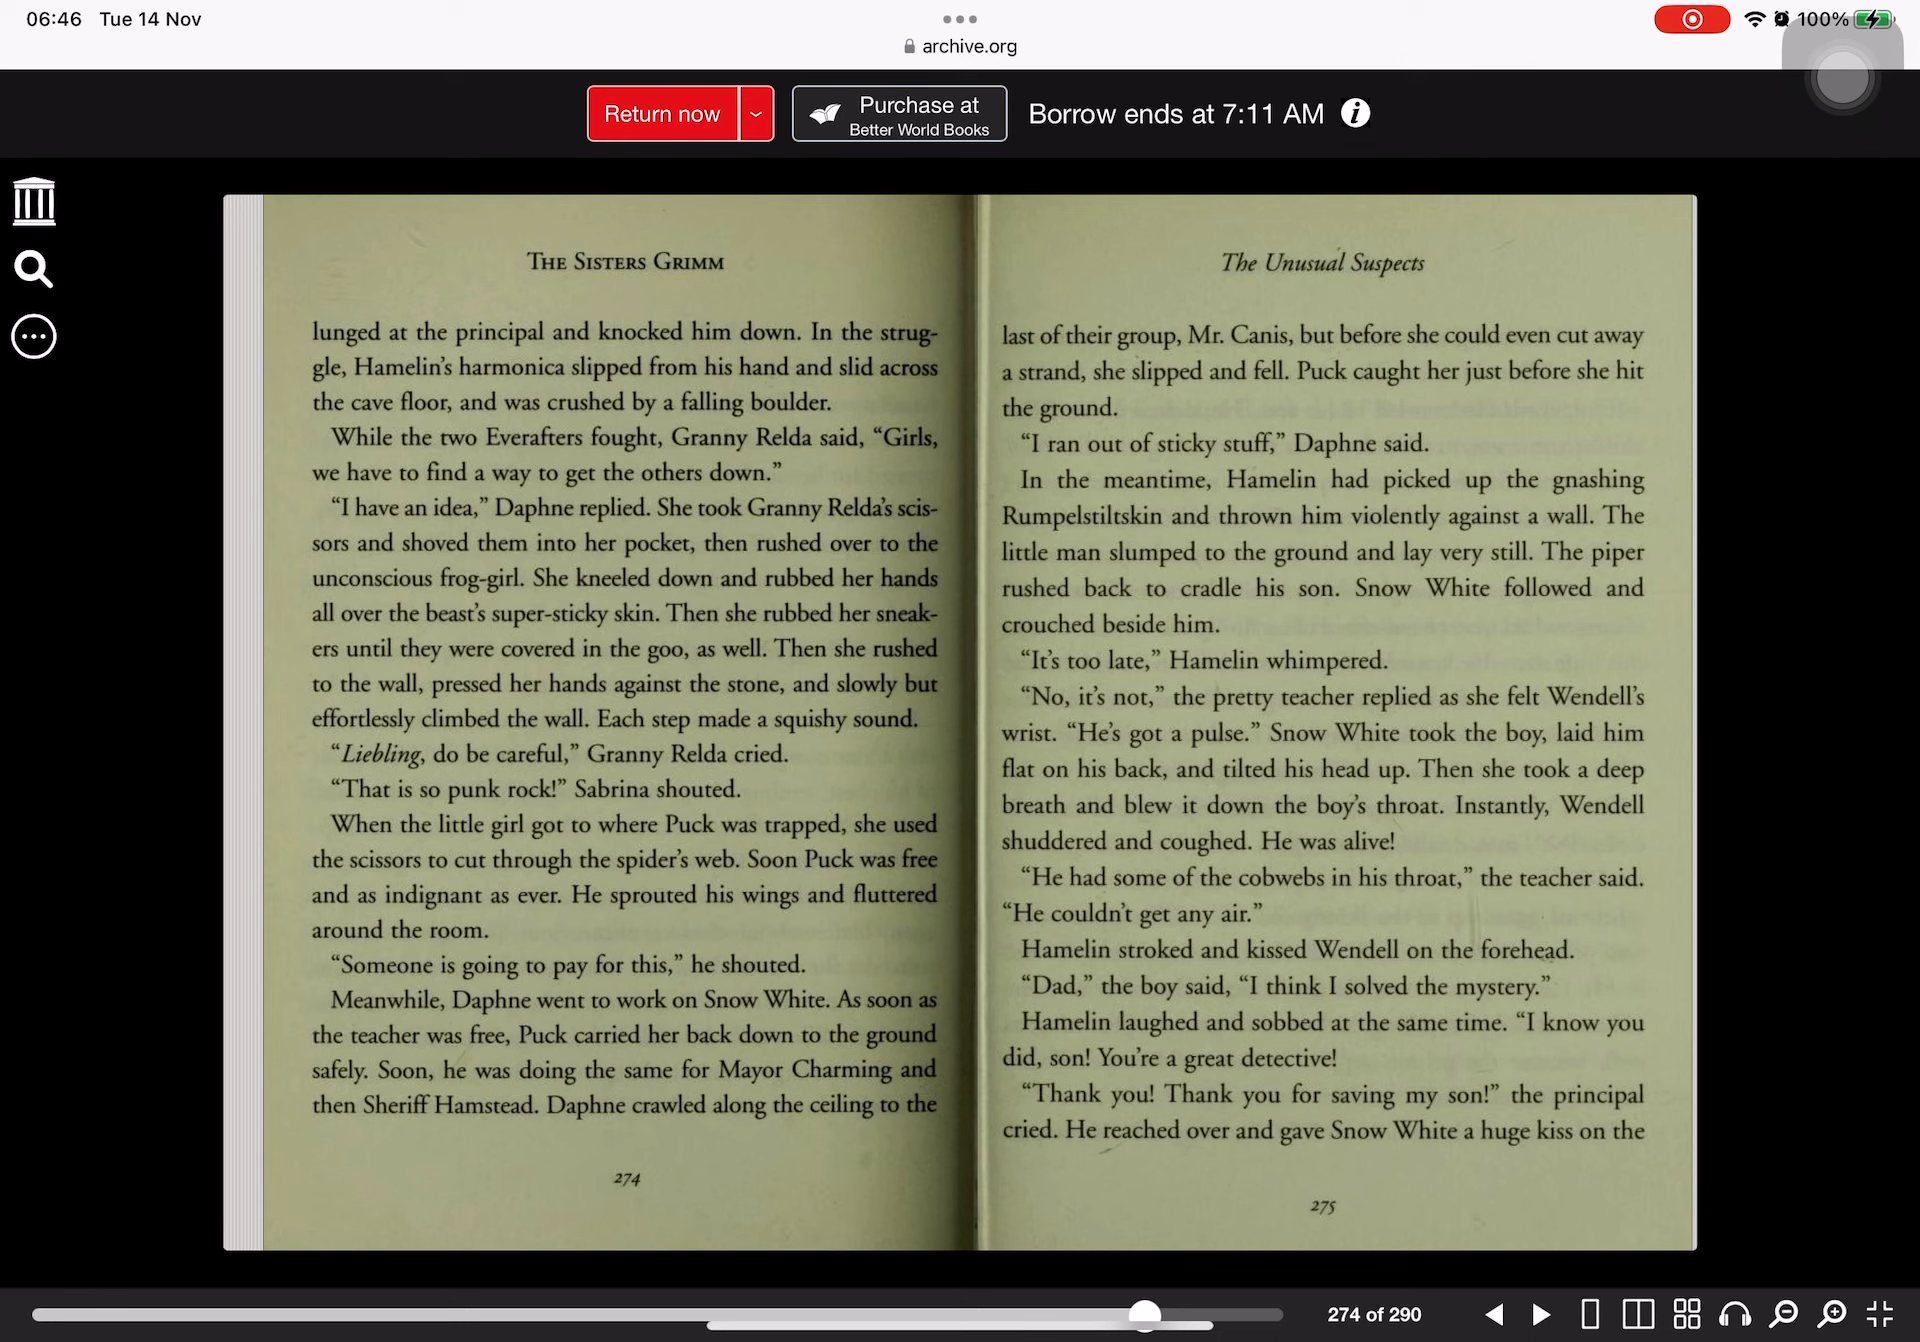 06:46 Tue 14 Nov
archive.org
100%
Return now
Purchase at
Better World Books
Borrow ends at 7:11 AM
THE SISTERS GRIMM
lunged at the principal and knocked him down. In the strug-
gle, Hamelin's harmonica slipped from his hand and slid across
the cave floor, and was crushed by a falling boulder.
While the two Everafters fought, Granny Relda said, “Girls,
we have to find a way to get the others down.”
“I have an idea,” Daphne replied. She took Granny Relda's scis-
sors and shoved them into her pocket, then rushed over to the
unconscious frog-girl. She kneeled down and rubbed her hands
all over the beast's super-sticky skin. Then she rubbed her sneak-
ers until they were covered in the goo, as well. Then she rushed
to the wall, pressed her hands against the stone, and slowly but
effortlessly climbed the wall. Each step made a squishy sound.
“Liebling, do be careful,” Granny Relda cried.
“That is so punk rock!” Sabrina shouted.
When the little girl got to where Puck was trapped, she used
the scissors to cut through the spider's web. Soon Puck was free
and as indignant as ever. He sprouted his wings and fluttered
around the room.
“Someone is going to pay for this,” he shouted.
Meanwhile, Daphne went to work on Snow White. As soon as
the teacher was free, Puck carried her back down to the ground
safely. Soon, he was doing the same for Mayor Charming and
then Sheriff Hamstead. Daphne crawled along the ceiling to the
274
The Unusual Suspects
last of their group, Mr. Canis, but before she could even cut away
a strand, she slipped and fell. Puck caught her just before she hit
the ground.
“I ran out of sticky stuff,” Daphne said.
In the meantime, Hamelin had picked up the gnashing
Rumpelstiltskin and thrown him violently against a wall. The
little man slumped to the ground and lay very still. The piper
rushed back to cradle his son. Snow White followed and
crouched beside him.
“It's too late,” Hamelin whimpered.
“No, it's not,” the pretty teacher replied as she felt Wendell's
wrist. “He's got a pulse.” Snow White took the boy, laid him
flat on his back, and tilted his head up. Then she took a deep
breath and blew it down the boy's throat. Instantly, Wendell
shuddered and coughed. He was alive!
“He had some of the cobwebs in his throat,” the teacher said.
“He couldn't get any air.”
Hamelin stroked and kissed Wendell on the forehead.
“Dad,” the boy said, “I think I solved the mystery.”
Hamelin laughed and sobbed at the same time. “I know you
did, son! You're a great detective!
“Thank you! Thank you for saving my son!” the principal
cried. He reached over and gave Snow White a huge kiss on the
275
274 of 290